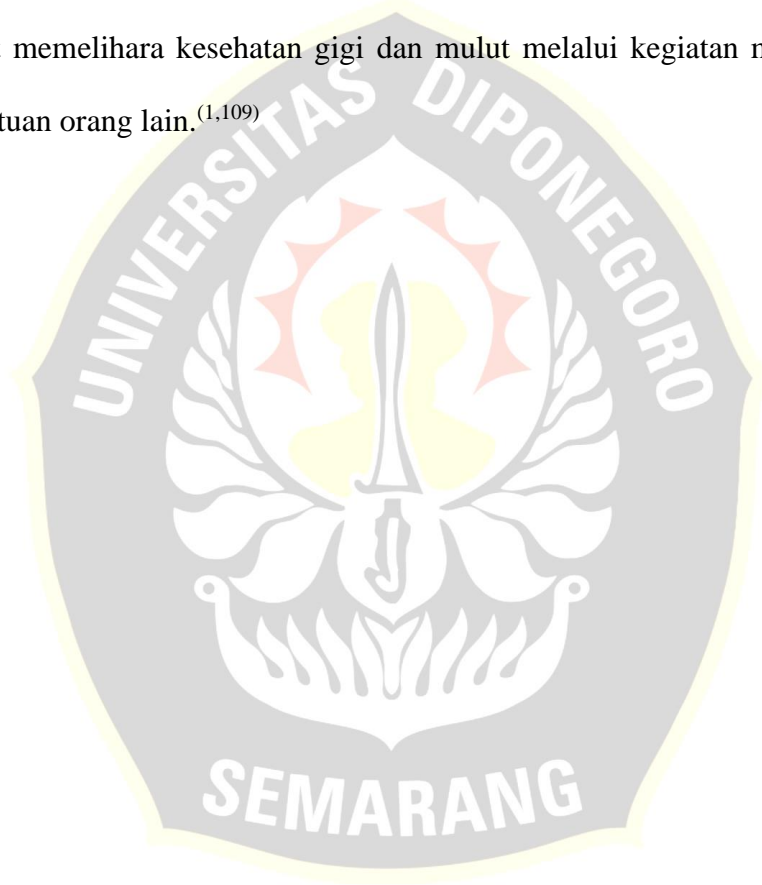 memelihara kesehatan gigi dan mulut melalui kegiatan
tuan orang lain.(1,109)
UNIVERSITAS DIPONEGORO
SEMARANG